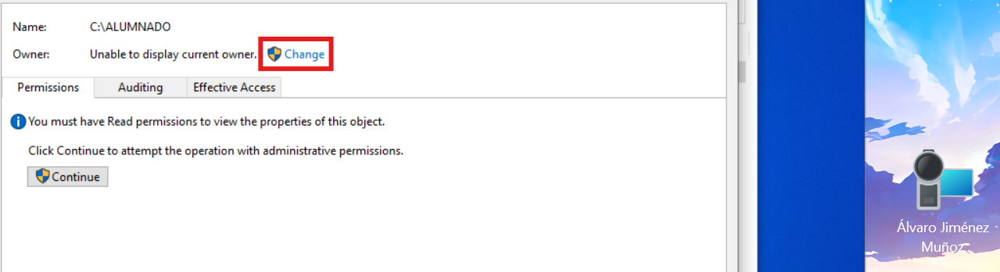 Name: C:\ALUMNADO
Owner: Unable to display current owner. Change
Permissions Auditing Effective Access
You must have Read permissions to view the properties of this object.
Click Continue to attempt the operation with administrative permissions.
Continue
Álvaro Jiménez
Muñoz